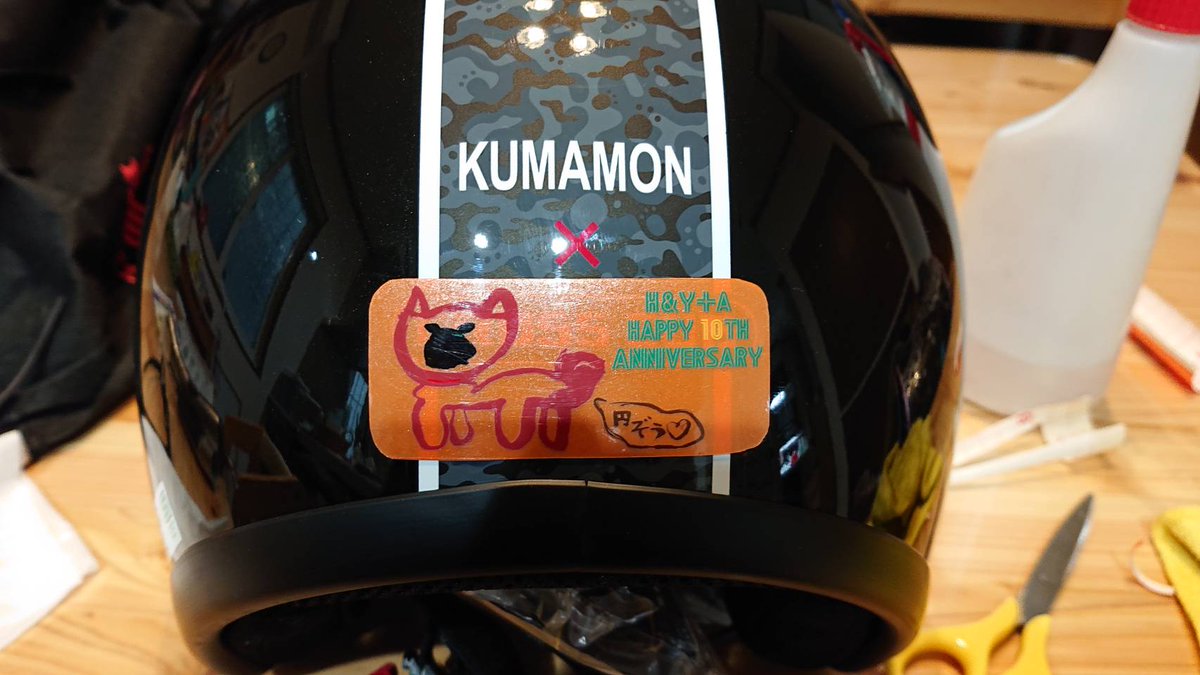 KUMAMON
×
H&Y+A
HAPPY 10TH
ANNIVERSARY
円ぞう♡